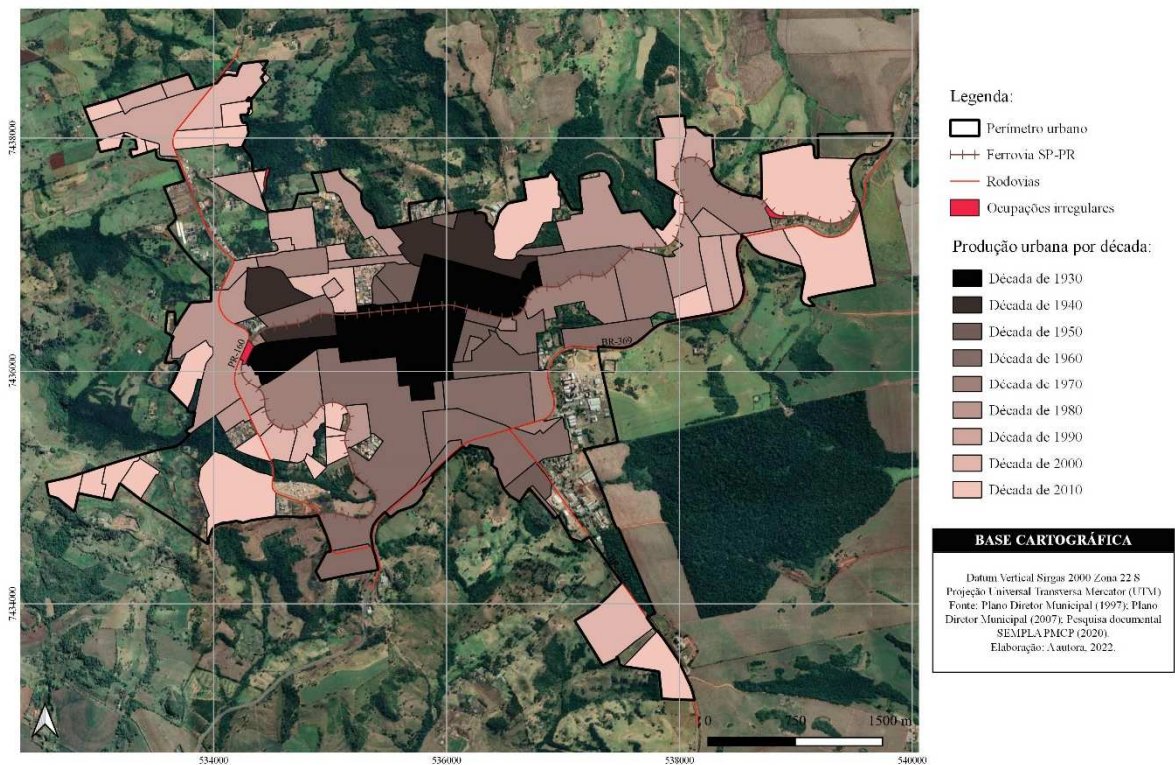 7438000
7436000
7434000
534000
536000
538000
540000
PR-160
BR-369
0 750 1500 m
Legenda:
Perímetro urbano
Ferrovia SP-PR
Rodovias
Ocupações irregulares
Produção urbana por década:
Década de 1930
Década de 1940
Década de 1950
Década de 1960
Década de 1970
Década de 1980
Década de 1990
Década de 2000
Década de 2010
BASE CARTOGRÁFICA
Datum Vertical Sirgas 2000 Zona 22 S
Projeção Universal Transversa Mercator (UTM)
Fonte: Plano Diretor Municipal (1997); Plano
Diretor Municipal (2007); Pesquisa documental
SEMPLA PMCP (2020).
Elaboração: A autora, 2022.